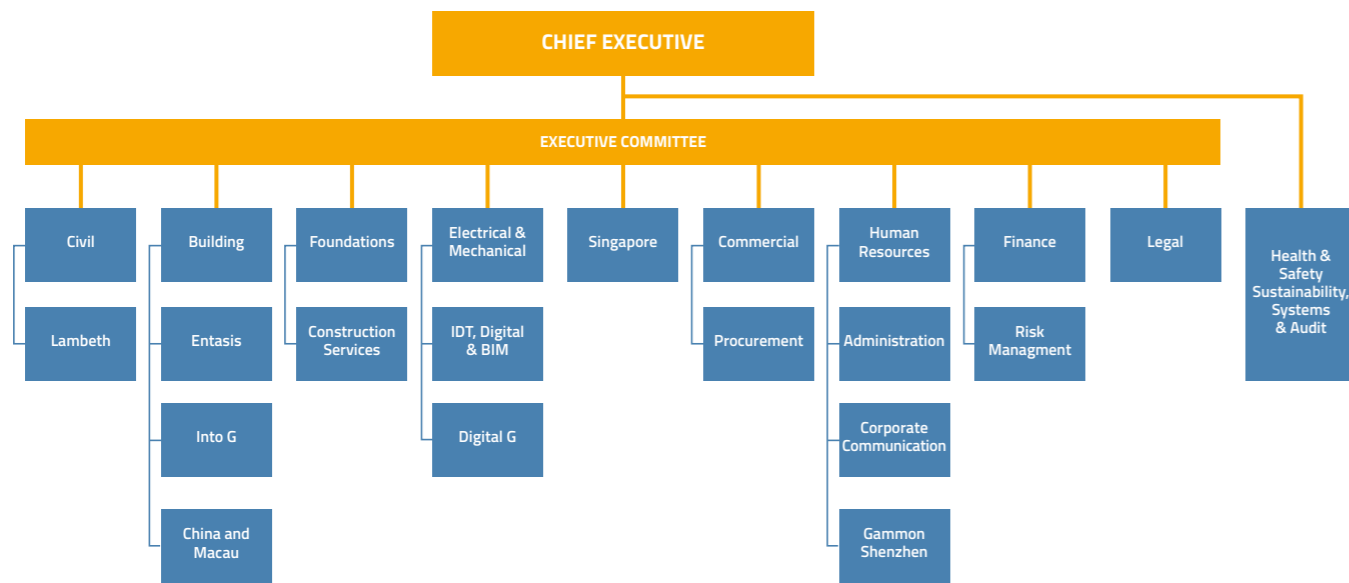 CHIEF EXECUTIVE
EXECUTIVE COMMITTEE
Civil
Building
Foundations
Electrical &
Mechanical
Singapore
Commercial
Human
Resources
Finance
Legal
Health &
Safety
Sustainability,
Systems
& Audit
Lambeth
Entasis
Construction
Services
IDT, Digital
& BIM
Procurement
Administration
Risk
Managment
Into G
Digital G
Corporate
Communication
China and
Macau
Gammon
Shenzhen